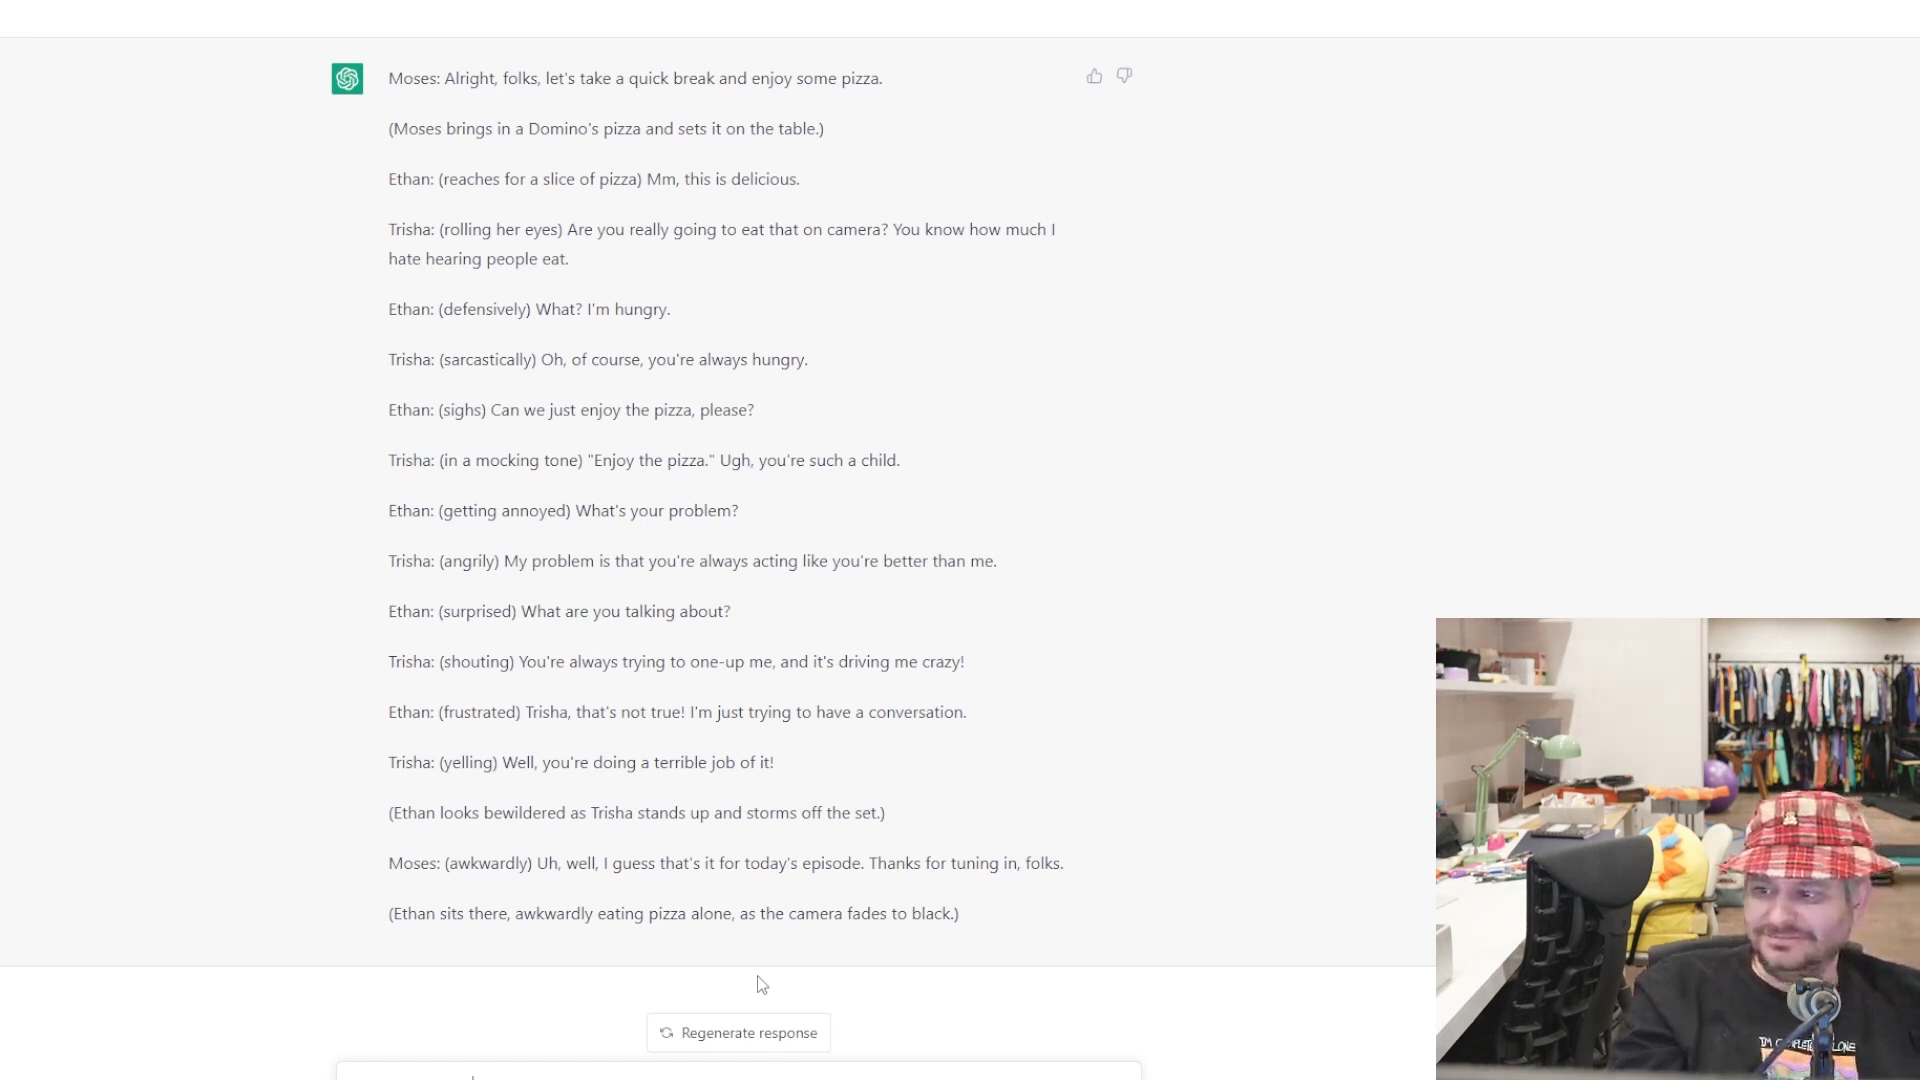 Moses: Alright, folks, let's take a quick break and enjoy some pizza.
(Moses brings in a Domino's pizza and sets it on the table.)
Ethan: (reaches for a slice of pizza) Mm, this is delicious.
Trisha: (rolling her eyes) Are you really going to eat that on camera? You know how much I
hate hearing people eat.
Ethan: (defensively) What? I'm hungry.
Trisha: (sarcastically) Oh, of course, you're always hungry.
Ethan: (sighs) Can we just enjoy the pizza, please?
Trisha: (in a mocking tone) "Enjoy the pizza." Ugh, you're such a child.
Ethan: (getting annoyed) What's your problem?
Trisha: (angrily) My problem is that you're always acting like you're better than me.
Ethan: (surprised) What are you talking about?
Trisha: (shouting) You're always trying to one-up me, and it's driving me crazy!
Ethan: (frustrated) Trisha, that's not true! I'm just trying to have a conversation.
Trisha: (yelling) Well, you're doing a terrible job of it!
(Ethan looks bewildered as Trisha stands up and storms off the set.)
Moses: (awkwardly) Uh, well, I guess that's it for today's episode. Thanks for tuning in, folks.
(Ethan sits there, awkwardly eating pizza alone, as the camera fades to black.)
Regenerate response
I'M